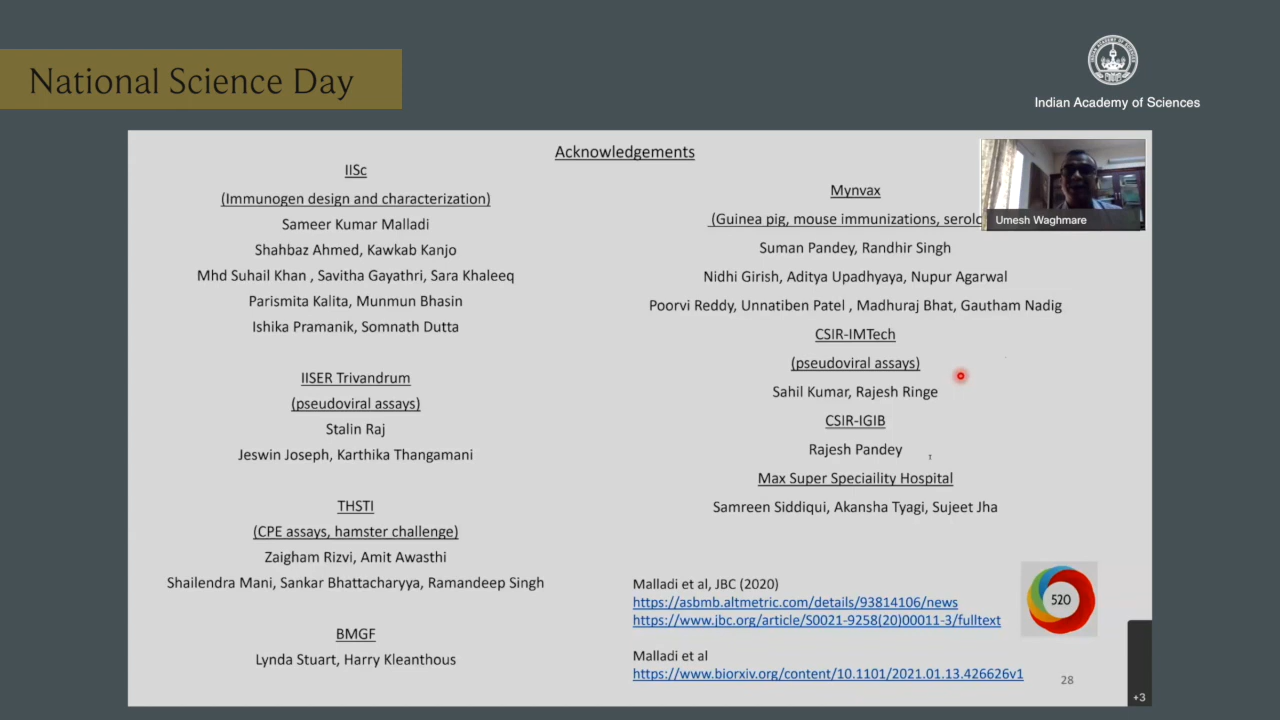 National Science Day
Indian Academy of Sciences
Acknowledgements
IISc
(Immunogen design and characterization)
Sameer Kumar Malladi
Shahbaz Ahmed, Kawkab Kanjo
Mhd Suhail Khan , Savitha Gayathri, Sara Khaleeq
Parismita Kalita, Munmun Bhasin
Ishika Pramanik, Somnath Dutta
IISER Trivandrum
(pseudoviral assays)
Stalin Raj
Jeswin Joseph, Karthika Thangamani
THSTI
(CPE assays, hamster challenge)
Zaigham Rizvi, Amit Awasthi
Shailendra Mani, Sankar Bhattacharyya, Ramandeep Singh
BMGF
Lynda Stuart, Harry Kleanthous
Mynvax
(Guinea pig, mouse immunizations,
Suman Pandey, Randhir Singh
Nidhi Girish, Aditya Upadhyaya, Nupur Agarwal
Poorvi Reddy, Unnatiben Patel , Madhuraj Bhat, Gautham Nadig
CSIR-IMTech
(pseudoviral assays)
Sahil Kumar, Rajesh Ringe
CSIR-IGIB
Rajesh Pandey
Max Super Speciaility Hospital
Samreen Siddiqui, Akansha Tyagi, Sujeet Jha
Malladi et al, JBC (2020)
https://asbmb.altmetric.com/details/93814106/news
https://www.jbc.org/article/S0021-9258(20)00011-3/fulltext
520
Malladi et al
https://www.biorxiv.org/content/10.1101/2021.01.13.426626v1
28
Umesh Waghmare
+3